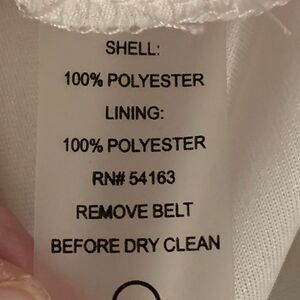 SHELL:
100% POLYESTER
LINING:
100% POLYESTER
RN# 54163
REMOVE BELT
BEFORE DRY CLEAN